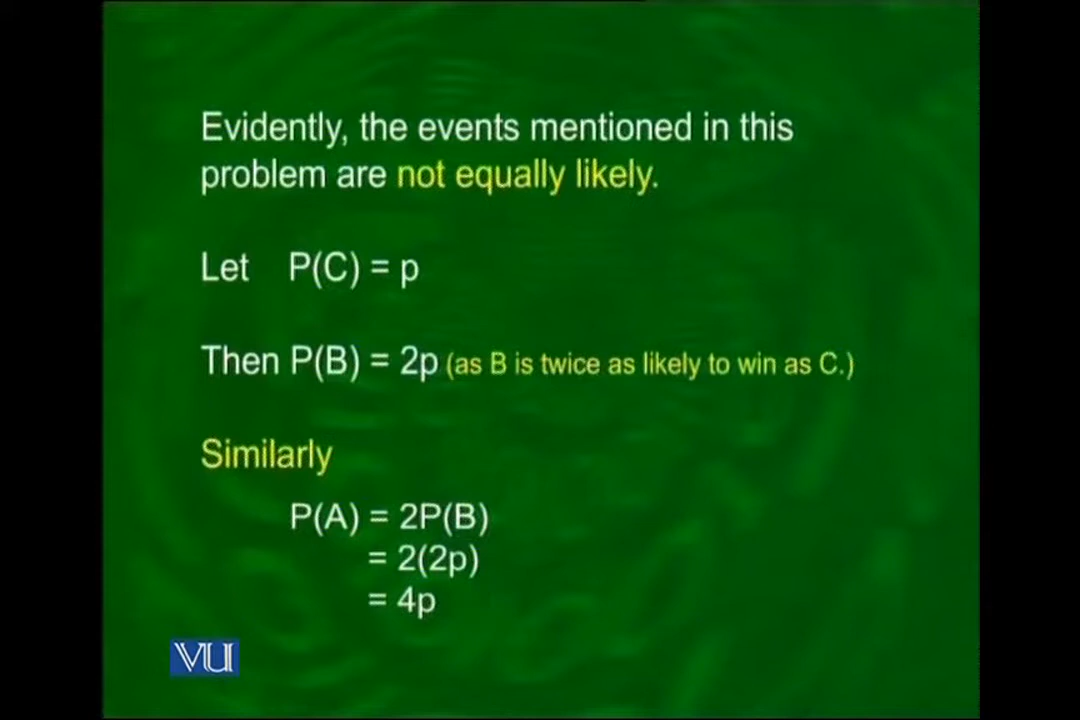 Evidently, the events mentioned in this
problem are not equally likely.
Let P(C) = p
Then P(B) = 2p (as B is twice as likely to win as C.)
Similarly
P(A) = 2P(B)
= 2(2p)
= 4p
VU